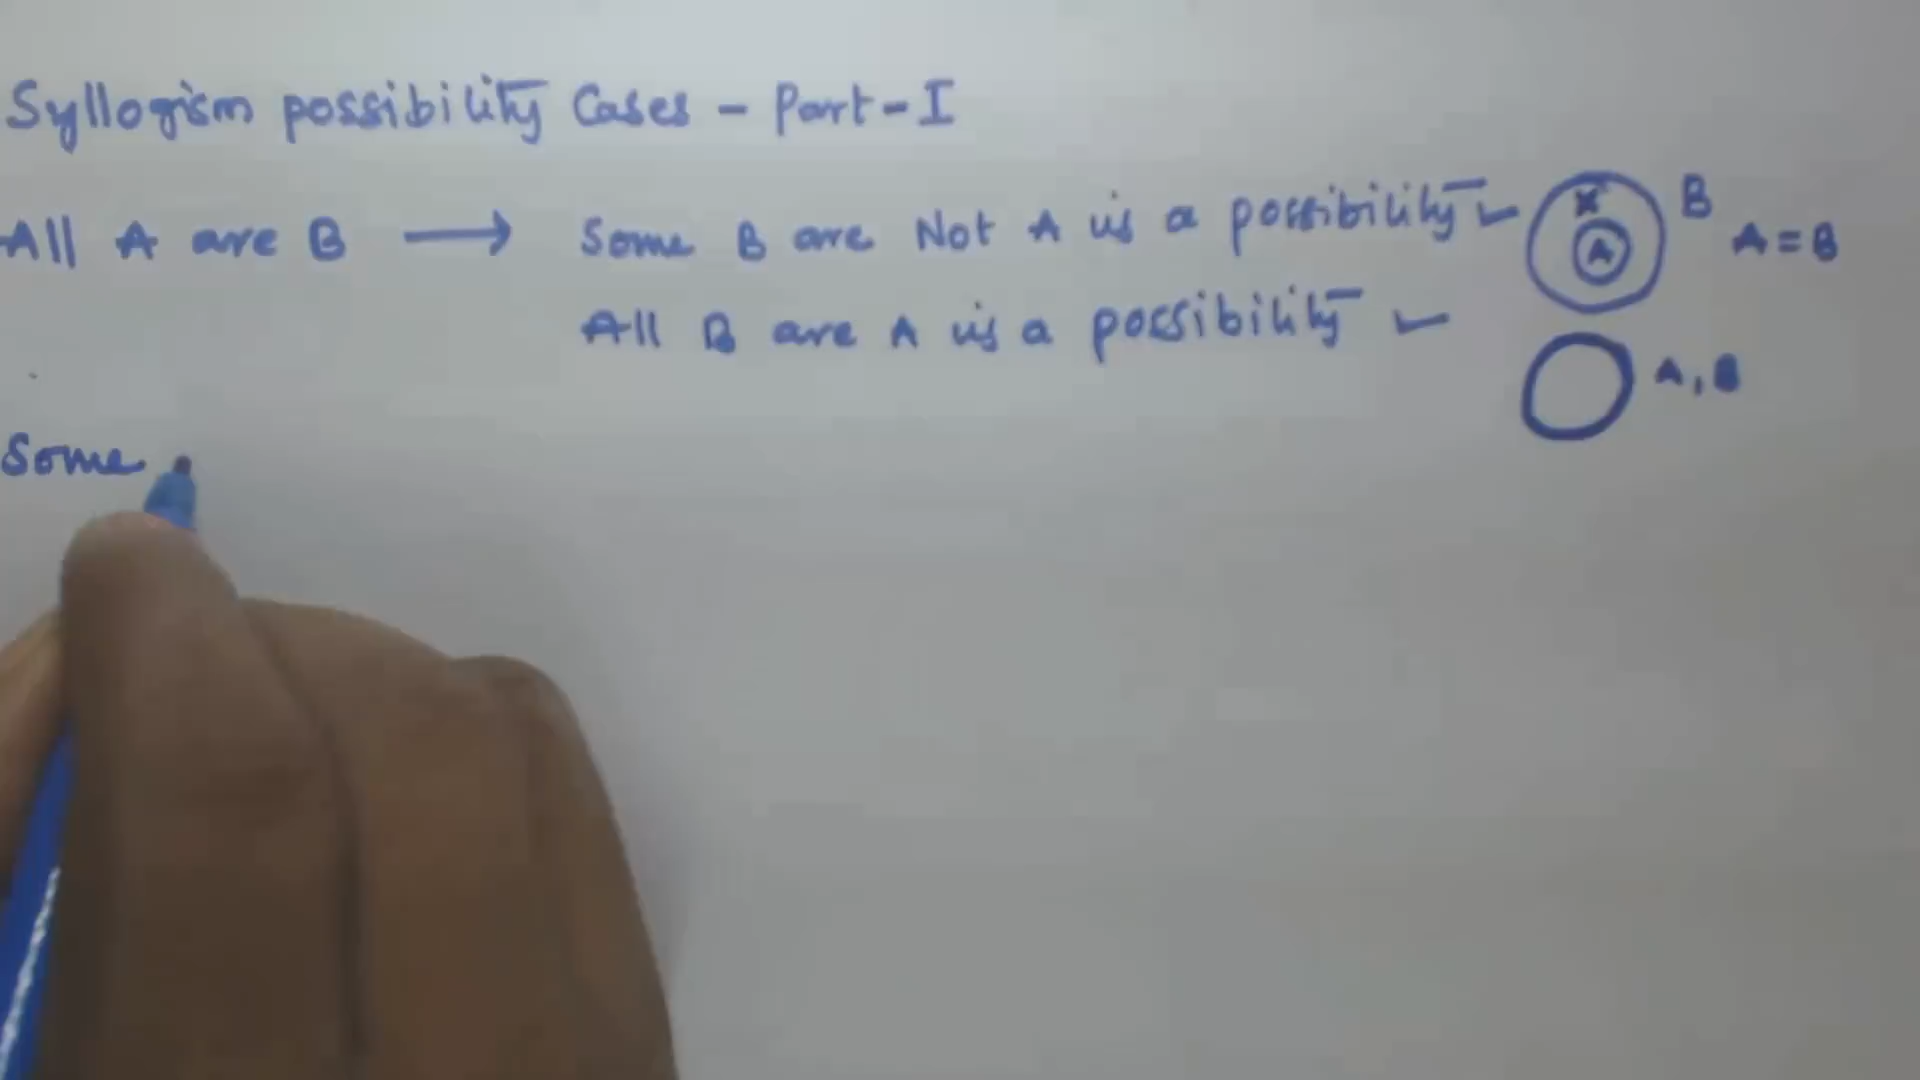 Syllogism possibility Cases - Part-I
All A are B → Some B are Not A is a possibility ✓
All B are A is a possibility ✓
x
A
B
A = B
A, B
Some